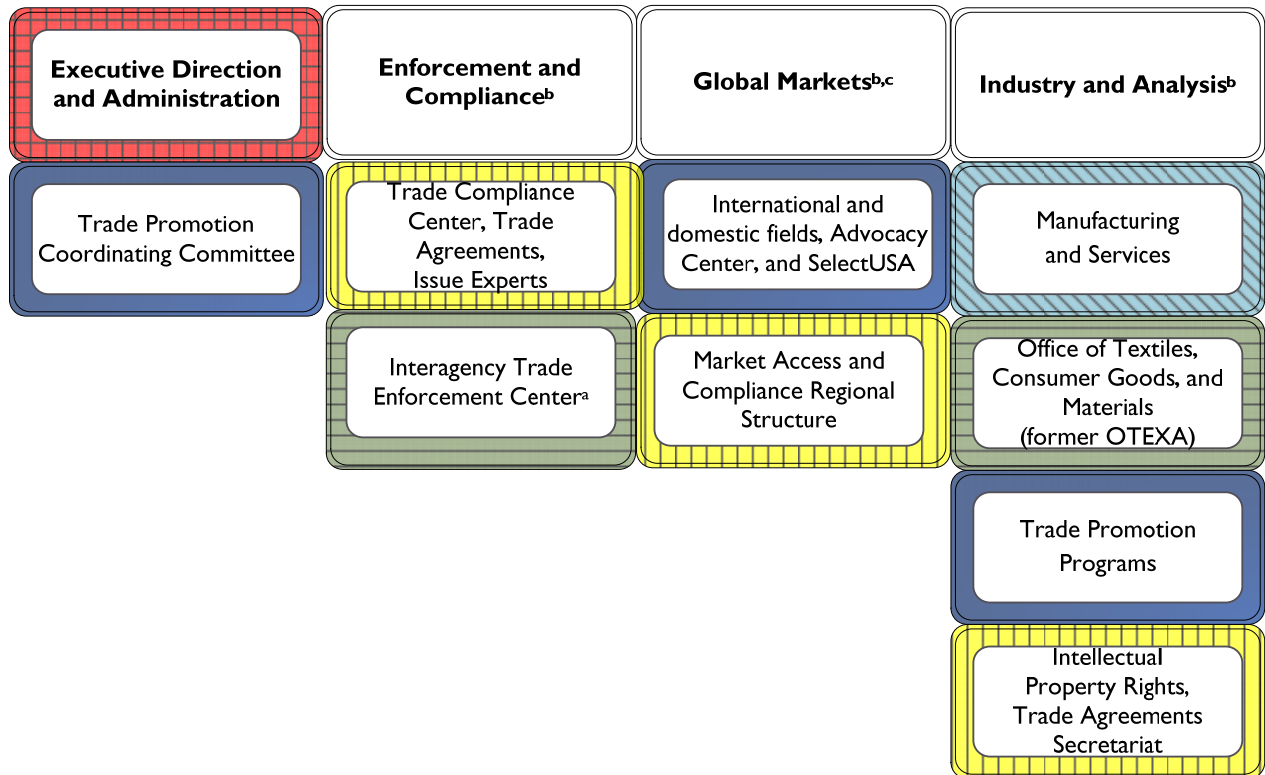 Executive Direction
and Administration
Trade Promotion
Coordinating Committee
Enforcement and
Complianceᵇ
Trade Compliance
Center, Trade
Agreements,
Issue Experts
Interagency Trade
Enforcement Centerᵃ
Global Marketsᵇ,ᶜ
International and
domestic fields, Advocacy
Center, and SelectUSA
Market Access and
Compliance Regional
Structure
Industry and Analysisᵇ
Manufacturing
and Services
Office of Textiles,
Consumer Goods, and
Materials
(former OTEXA)
Trade Promotion
Programs
Intellectual
Property Rights,
Trade Agreements
Secretariat